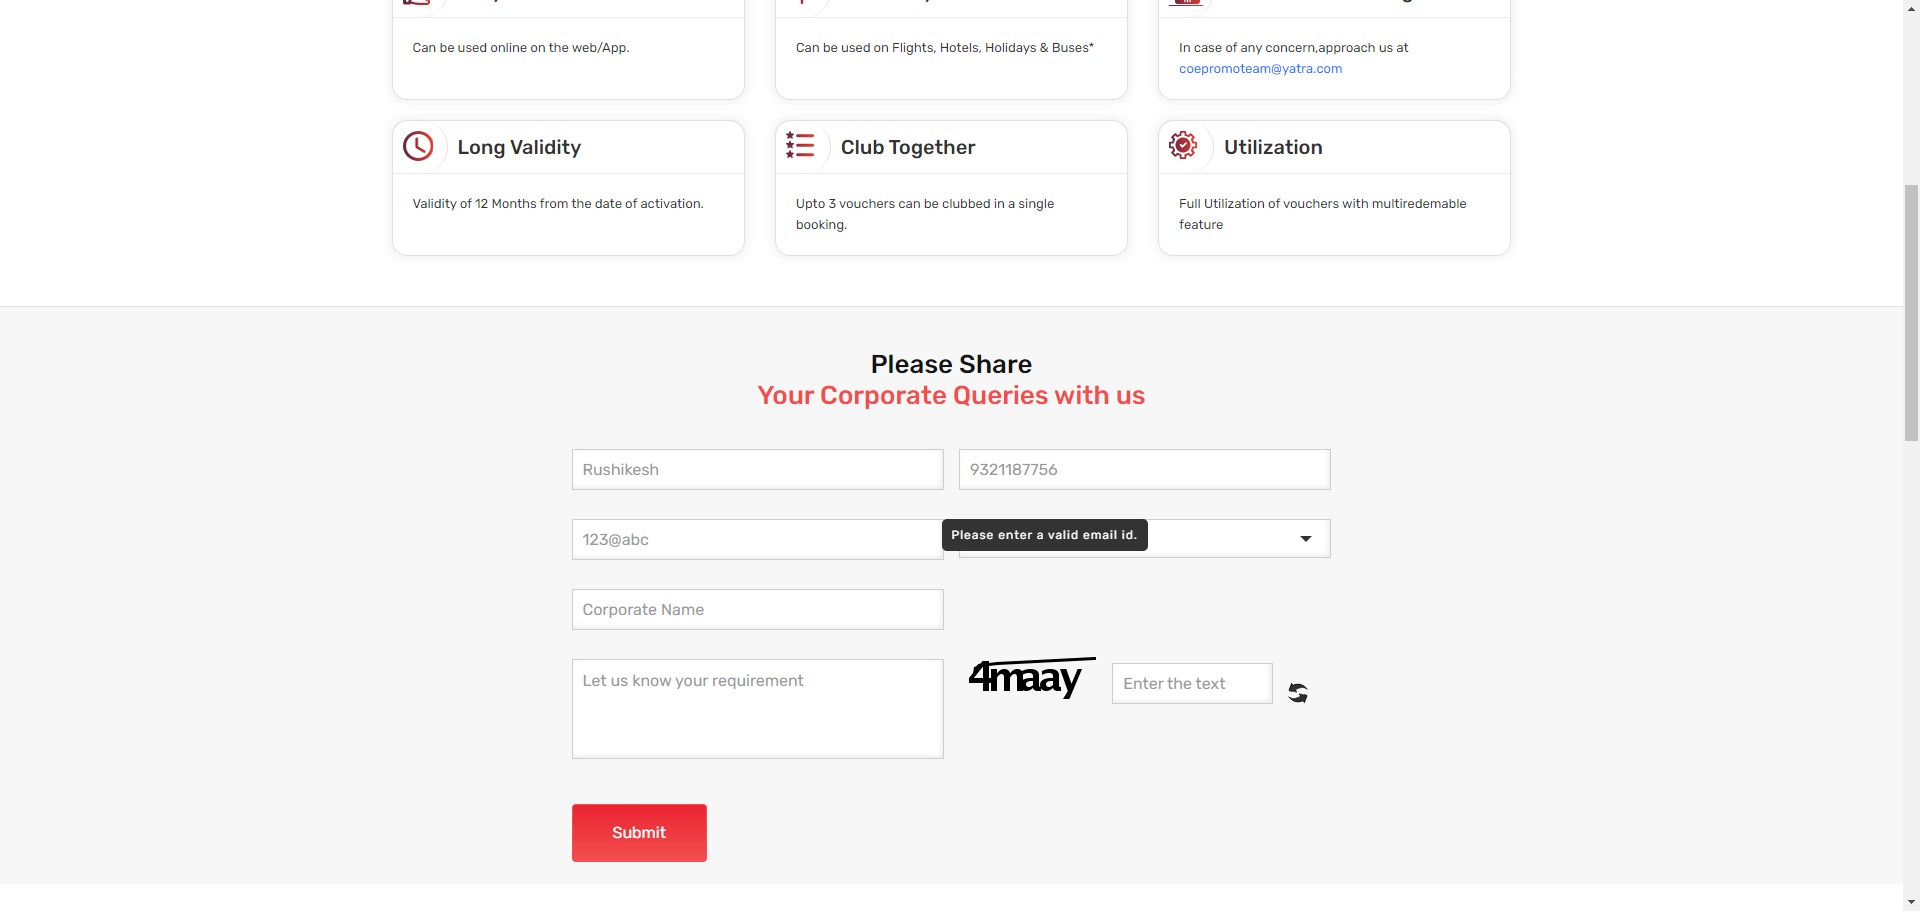 Can be used online on the web/App.
Can be used on Flights, Hotels, Holidays & Buses*
In case of any concern,approach us at
coepromoteam@yatra.com
Long Validity
Validity of 12 Months from the date of activation.
Club Together
Upto 3 vouchers can be clubbed in a single
booking.
Utilization
Full Utilization of vouchers with multiredemable
feature
Please Share
Your Corporate Queries with us
Rushikesh
9321187756
123@abc
Please enter a valid email id.
Corporate Name
Let us know your requirement
4maay
Enter the text
Submit